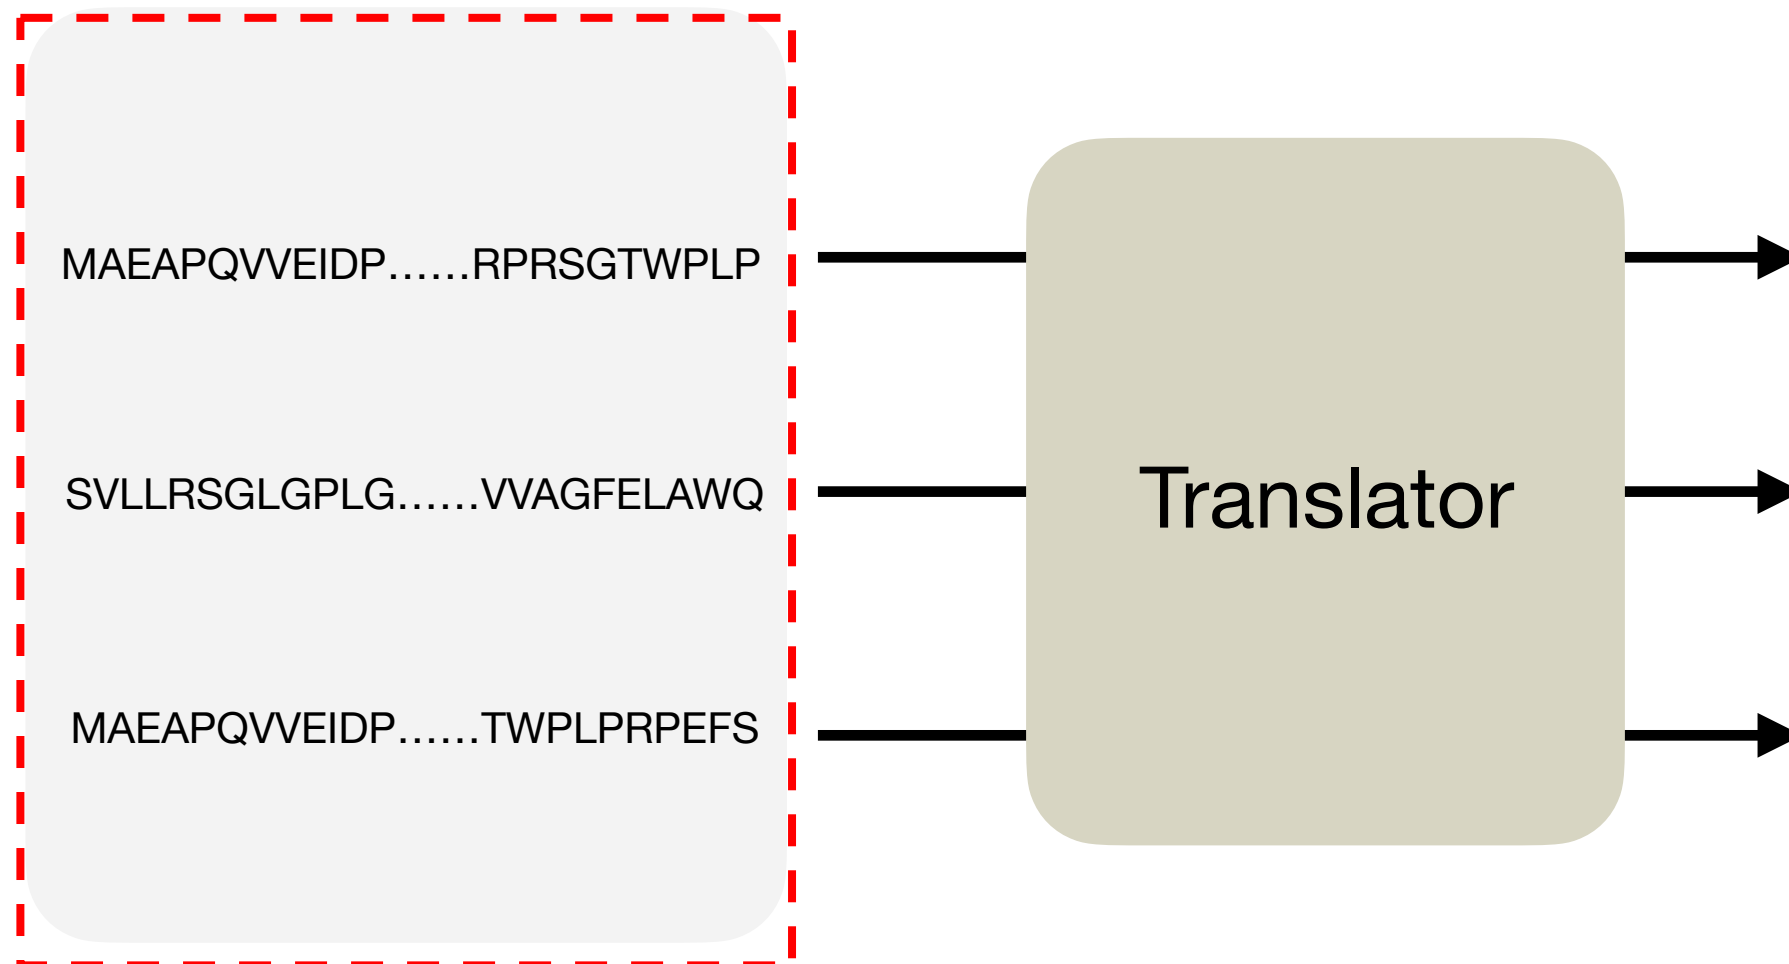 MAEAPQVVEIDP......RPRSGTWPLP
SVLLRSGLGPLG......VVAGFELAWQ
Translator
MAEAPQVVEIDP......TWPLPRPEFS